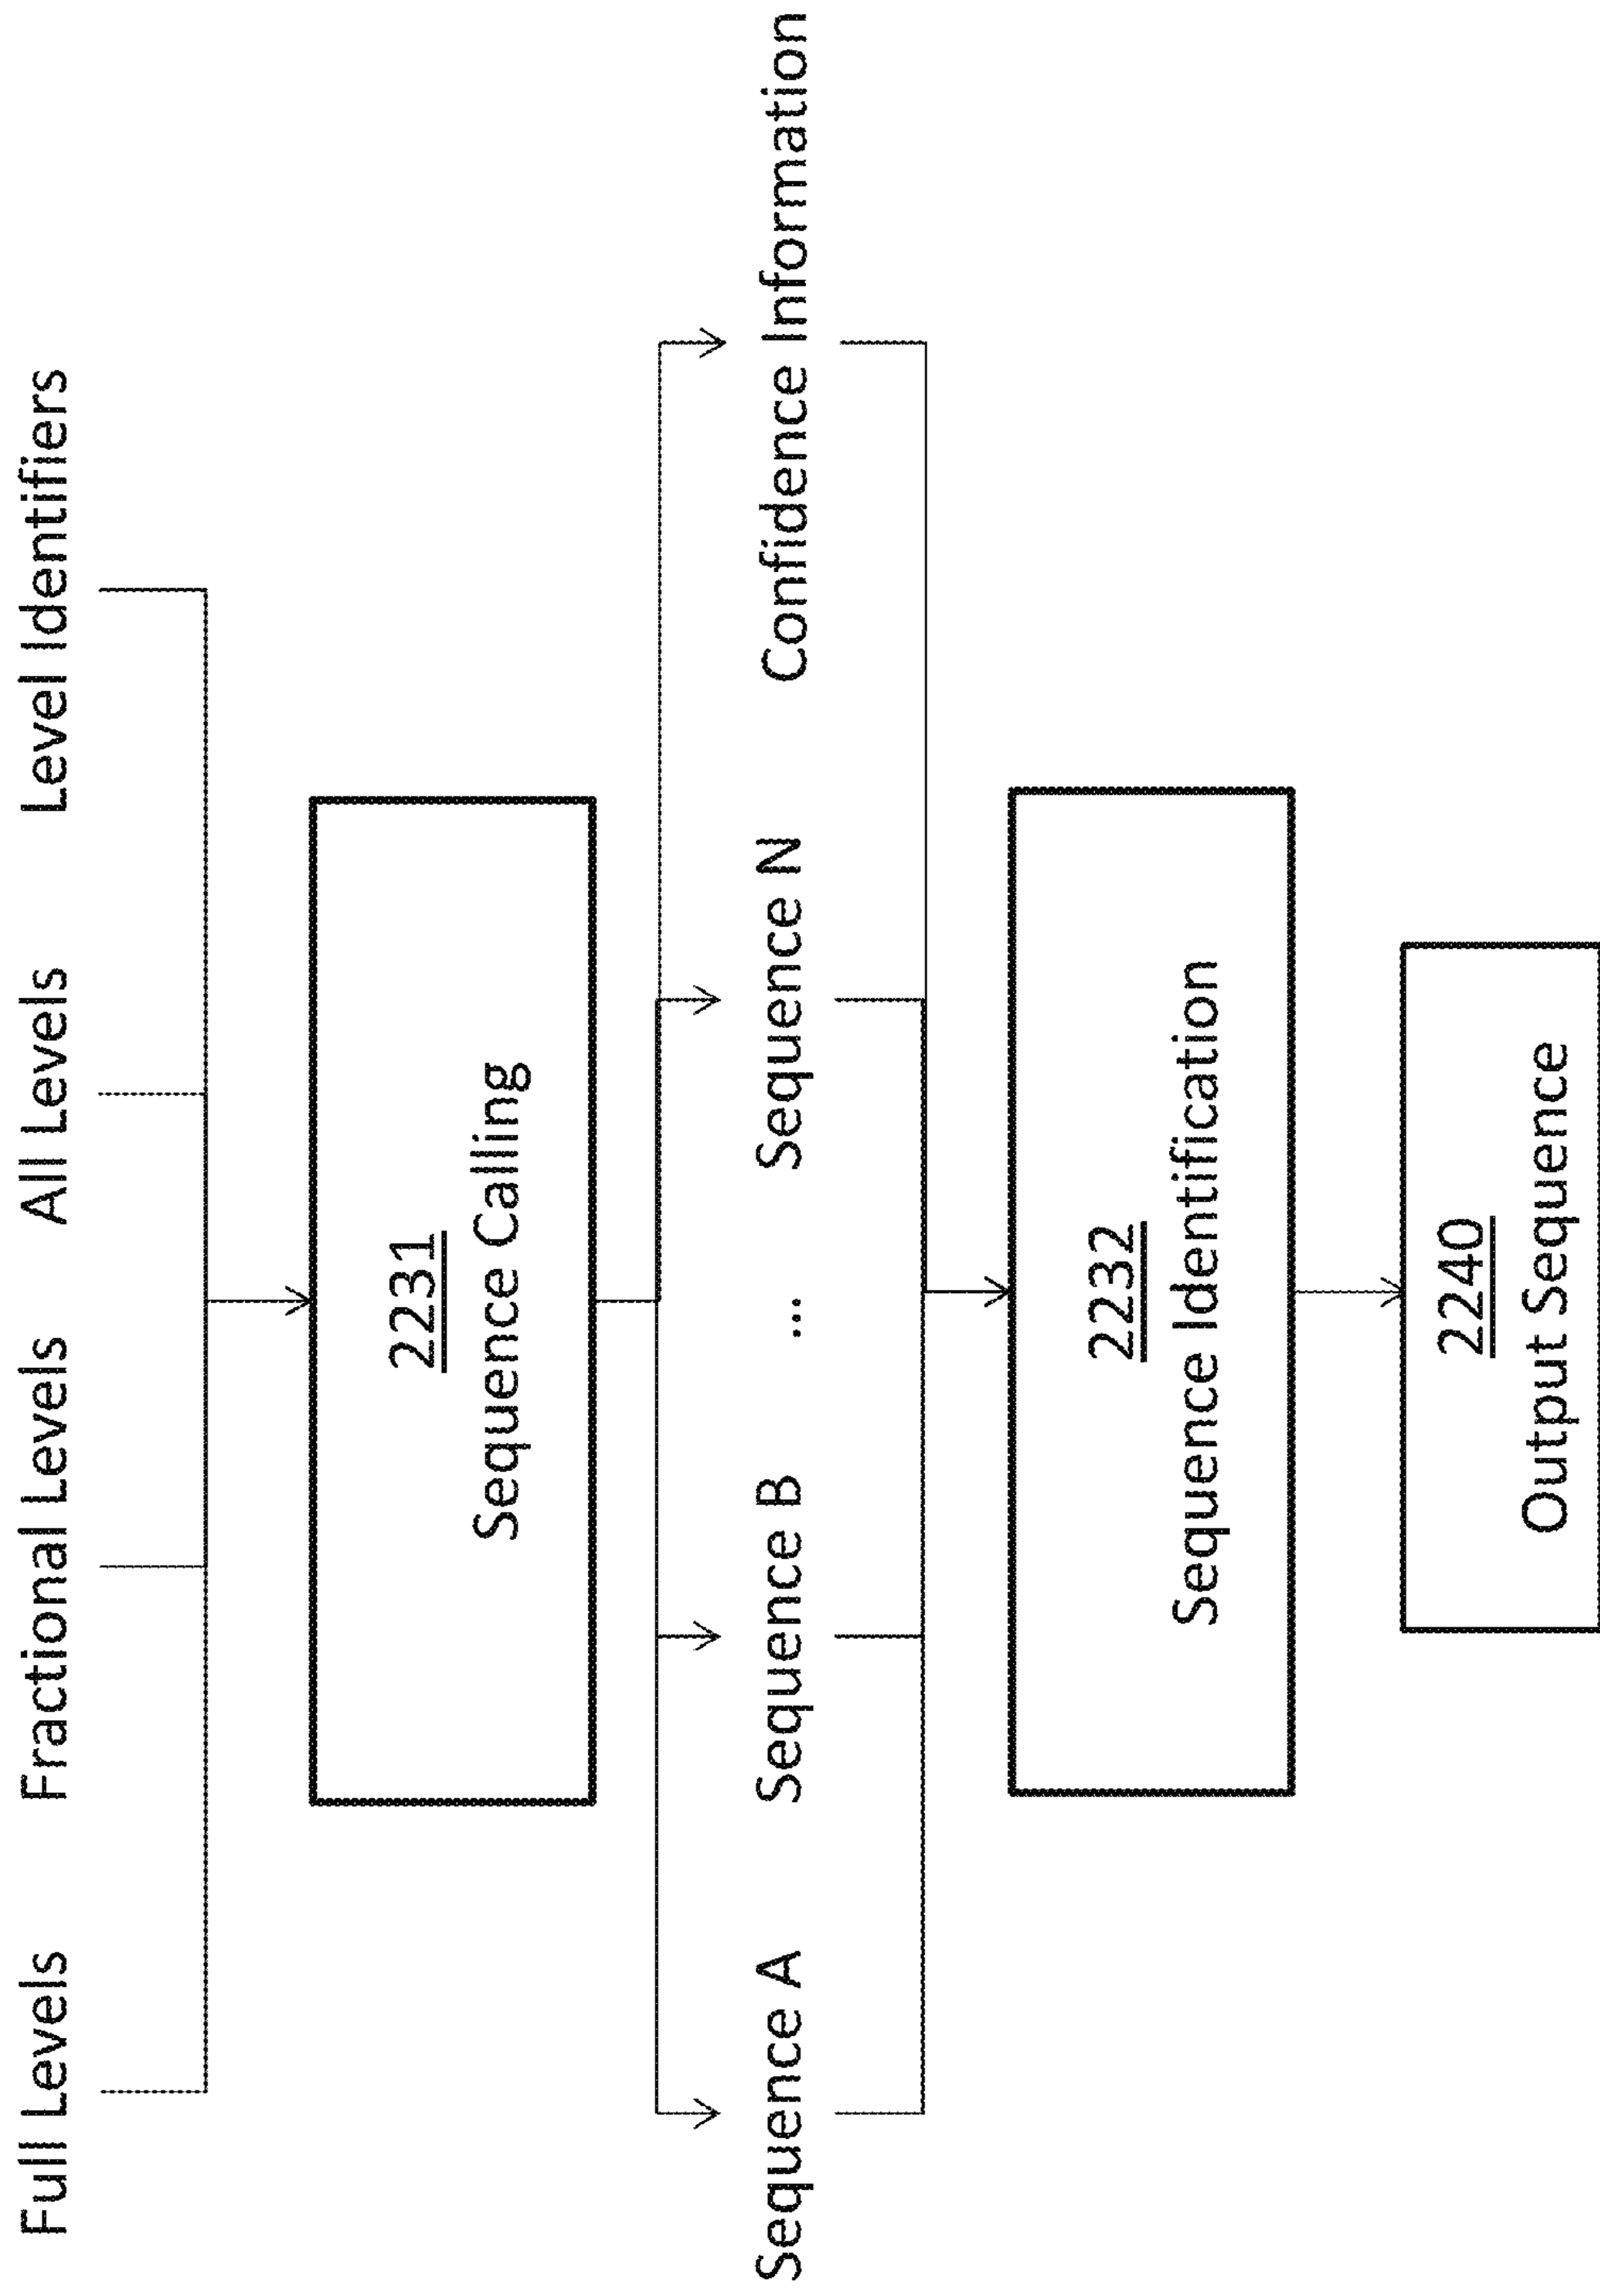 Full Levels Fractional Levels All Levels Level Identifiers
2231
Sequence Calling
Sequence A Sequence B ... Sequence N Confidence Information
2232
Sequence Identification
2240
Output Sequence